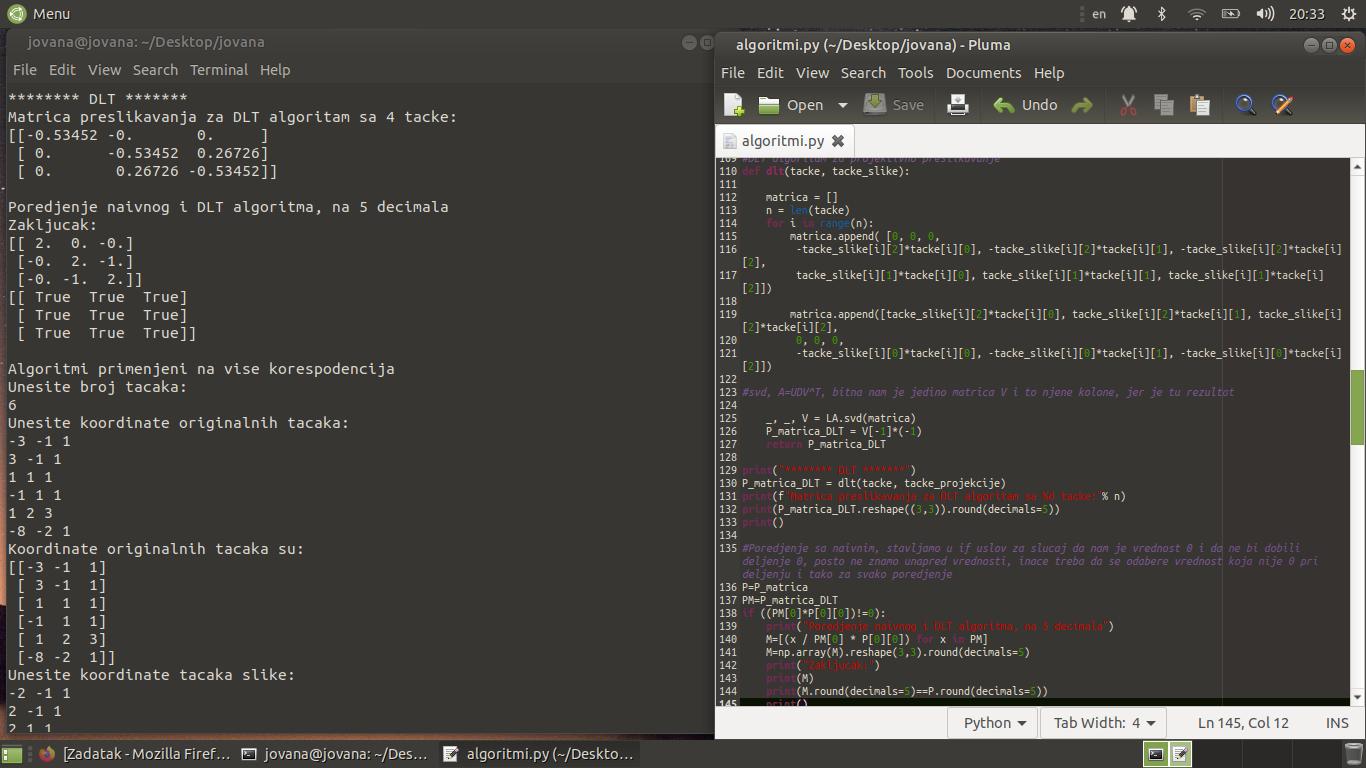 Menu
en
20:33
jovana@jovana: ~/Desktop/jovana
File Edit View Search Terminal Help
******** DLT *******
Matrica preslikavanja za DLT algoritam sa 4 tacke:
[[-0.53452 -0.       0.     ]
 [ 0.      -0.53452  0.26726]
 [ 0.       0.26726 -0.53452]]
Poredjenje naivnog i DLT algoritma, na 5 decimala
Zakljucak:
[[ 2.  0. -0.]
 [-0.  2. -1.]
 [-0. -1.  2.]]
[[ True  True  True]
 [ True  True  True]
 [ True  True  True]]
Algoritmi primenjeni na vise korespodencija
Unesite broj tacaka:
6
Unesite koordinate originalnih tacaka:
-3 -1 1
3 -1 1
1 1 1
-1 1 1
1 2 3
-8 -2 1
Koordinate originalnih tacaka su:
[[-3 -1  1]
 [ 3 -1  1]
 [ 1  1  1]
 [-1  1  1]
 [ 1  2  3]
 [-8 -2  1]]
Unesite koordinate tacaka slike:
-2 -1 1
2 -1 1
2 1 1
algoritmi.py (~/Desktop/jovana) - Pluma
File Edit View Search Tools Documents Help
Open Save Undo
algoritmi.py
109 #DLT algoritam za projektivno preslikavanje
110 def dlt(tacke, tacke_slike):
111
112     matrica = []
113     n = len(tacke)
114     for i in range(n):
115         matrica.append( [0, 0, 0,
116          -tacke_slike[i][2]*tacke[i][0], -tacke_slike[i][2]*tacke[i][1], -tacke_slike[i][2]*tacke[i]
[2],
117          tacke_slike[i][1]*tacke[i][0], tacke_slike[i][1]*tacke[i][1], tacke_slike[i][1]*tacke[i]
[2]])
118
119         matrica.append([tacke_slike[i][2]*tacke[i][0], tacke_slike[i][2]*tacke[i][1], tacke_slike[i]
[2]*tacke[i][2],
120          0, 0, 0,
121          -tacke_slike[i][0]*tacke[i][0], -tacke_slike[i][0]*tacke[i][1], -tacke_slike[i][0]*tacke[i]
[2]])
122
123 #svd, A=UDV^T, bitna nam je jedino matrica V i to njene kolone, jer je tu rezultat
124
125     _, _, V = LA.svd(matrica)
126     P_matrica_DLT = V[-1]*(-1)
127     return P_matrica_DLT
128
129 print("******** DLT *******")
130 P_matrica_DLT = dlt(tacke, tacke_projekcije)
131 print(f"Matrica preslikavanja za DLT algoritam sa %d tacke:"% n)
132 print(P_matrica_DLT.reshape((3,3)).round(decimals=5))
133 print()
134
135 #Poredjenje sa naivnim, stavljamo u if uslov za slucaj da nam je vrednost 0 i da ne bi dobili
deljenje 0, posto ne znamo unapred vrednosti, inace treba da se odobere vrednost koja nije 0 pri
deljenju i tako za svako poredjenje
136 P=P_matrica
137 PM=P_matrica_DLT
138 if ((PM[0]*P[0][0])!=0):
139     print("Poredjenje naivnog i DLT algoritma, na 5 decimala")
140     M=[(x / PM[0] * P[0][0]) for x in PM]
141     M=np.array(M).reshape(3,3).round(decimals=5)
142     print("Zakljucak:")
143     print(M)
144     print(M.round(decimals=5)==P.round(decimals=5))
145     print()
Python Tab Width: 4 Ln 145, Col 12 INS
[Zadatak - Mozilla Firef... jovana@jovana: ~/Des... algoritmi.py (~/Deskto...